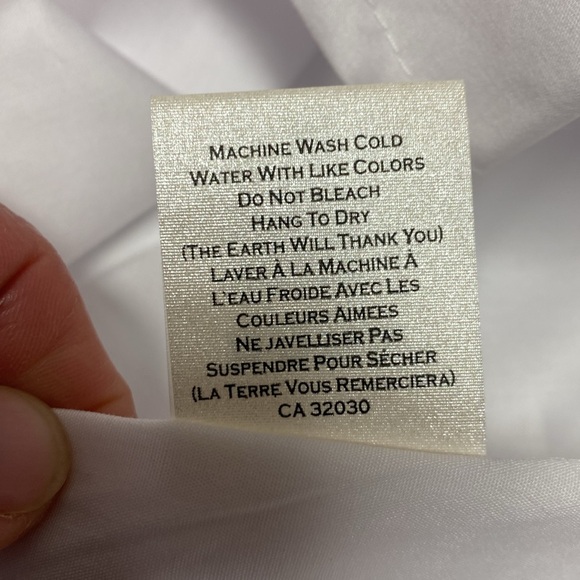 MACHINE WASH COLD
WATER WITH LIKE COLORS
DO NOT BLEACH
HANG TO DRY
(THE EARTH WILL THANK YOU)
LAVER À LA MACHINE À
L'EAU FROIDE AVEC LES
COULEURS AIMEES
NE JAVELLISER PAS
SUSPENDRE POUR SÉCHER
(LA TERRE VOUS REMERCIERA)
CA 32030